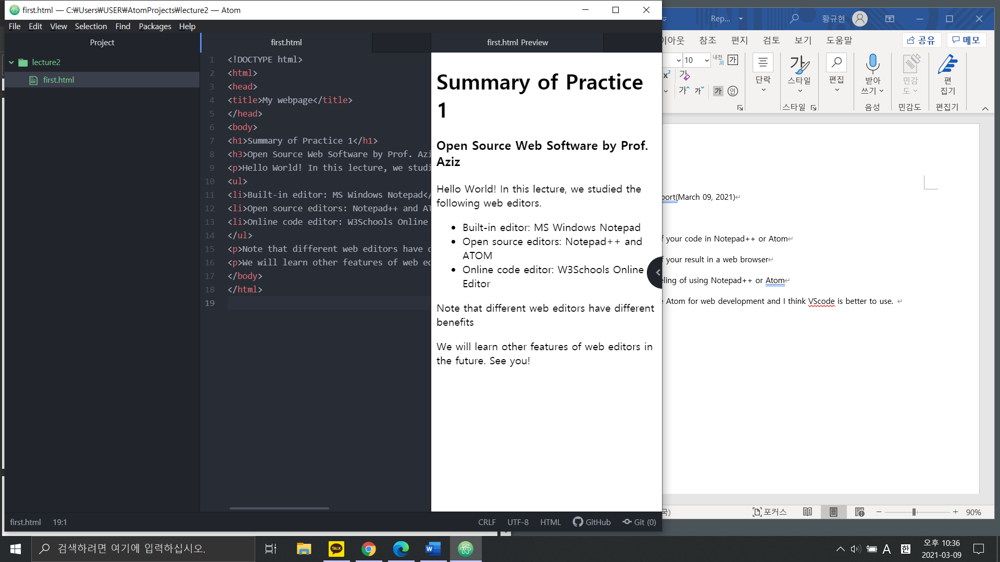 first.html — C:₩Users₩USER₩AtomProjects₩lecture2 — Atom
File Edit View Selection Find Packages Help
Project
lecture2
first.html
first.html
1 <!DOCTYPE html>
2 <html>
3 <head>
4 <title>My webpage</title>
5 </head>
6 <body>
7 <h1>Summary of Practice 1</h1>
8 <h3>Open Source Web Software by Prof. Azi
9 <p>Hello World! In this lecture, we studi
10 <ul>
11 <li>Built-in editor: MS Windows Notepad</
12 <li>Open source editors: Notepad++ and AT
13 <li>Online code editor: W3Schools Online
14 </ul>
15 <p>Note that different web editors have d
16 <p>We will learn other features of web ed
17 </body>
18 </html>
19
first.html Preview
Summary of Practice
1
Open Source Web Software by Prof.
Aziz
Hello World! In this lecture, we studied the
following web editors.
• Built-in editor: MS Windows Notepad
• Open source editors: Notepad++ and
ATOM
• Online code editor: W3Schools Online
Editor
Note that different web editors have different
benefits
We will learn other features of web editors in
the future. See you!
first.html 19:1
CRLF UTF-8 HTML GitHub Git (0)
Rep... 황규현
이아웃 참조 편지 검토 보기 도움말 공유 메모
10 내천 가
x² 가
가 가 가 인
단락
스타일
편집
받아
쓰기
민감
도
편
집기
스타일 음성 민감도 편집기
port(March 09, 2021)
f your code in Notepad++ or Atom
f your result in a web browser
eling of using Notepad++ or Atom
e Atom for web development and I think VScode is better to use.
국) 포커스 90%
검색하려면 여기에 입력하십시오.
TALK
A 한
오후 10:36
2021-03-09